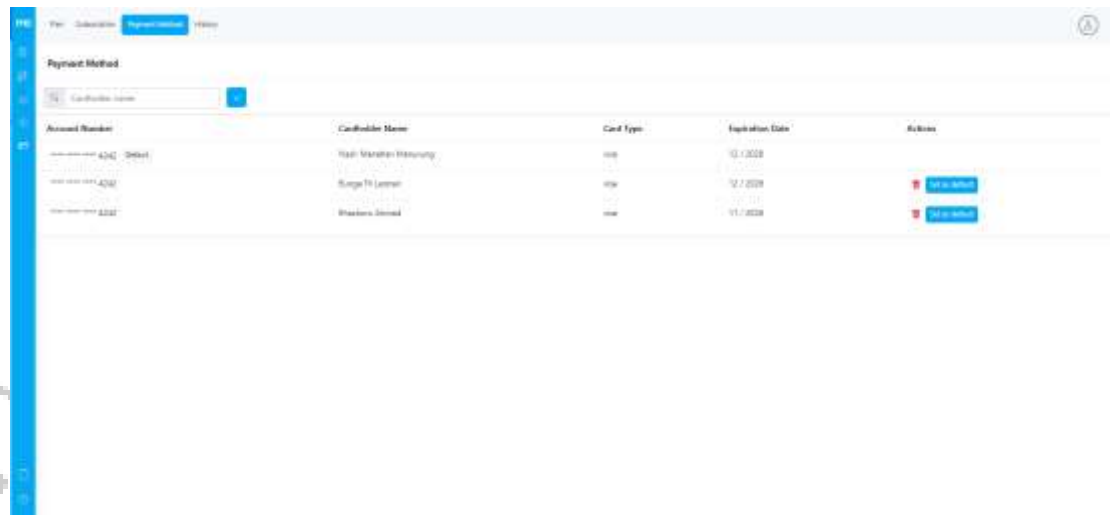 Plan Subscription Payment Method History
Payment Method
Cardholder name
Account Number Cardholder Name Card Type Expiration Date Actions
**** **** **** 4242 Default visa 12 / 2028
**** **** **** 4242 visa 12 / 2028 Set as default
**** **** **** 4242 visa 11 / 2028 Set as default